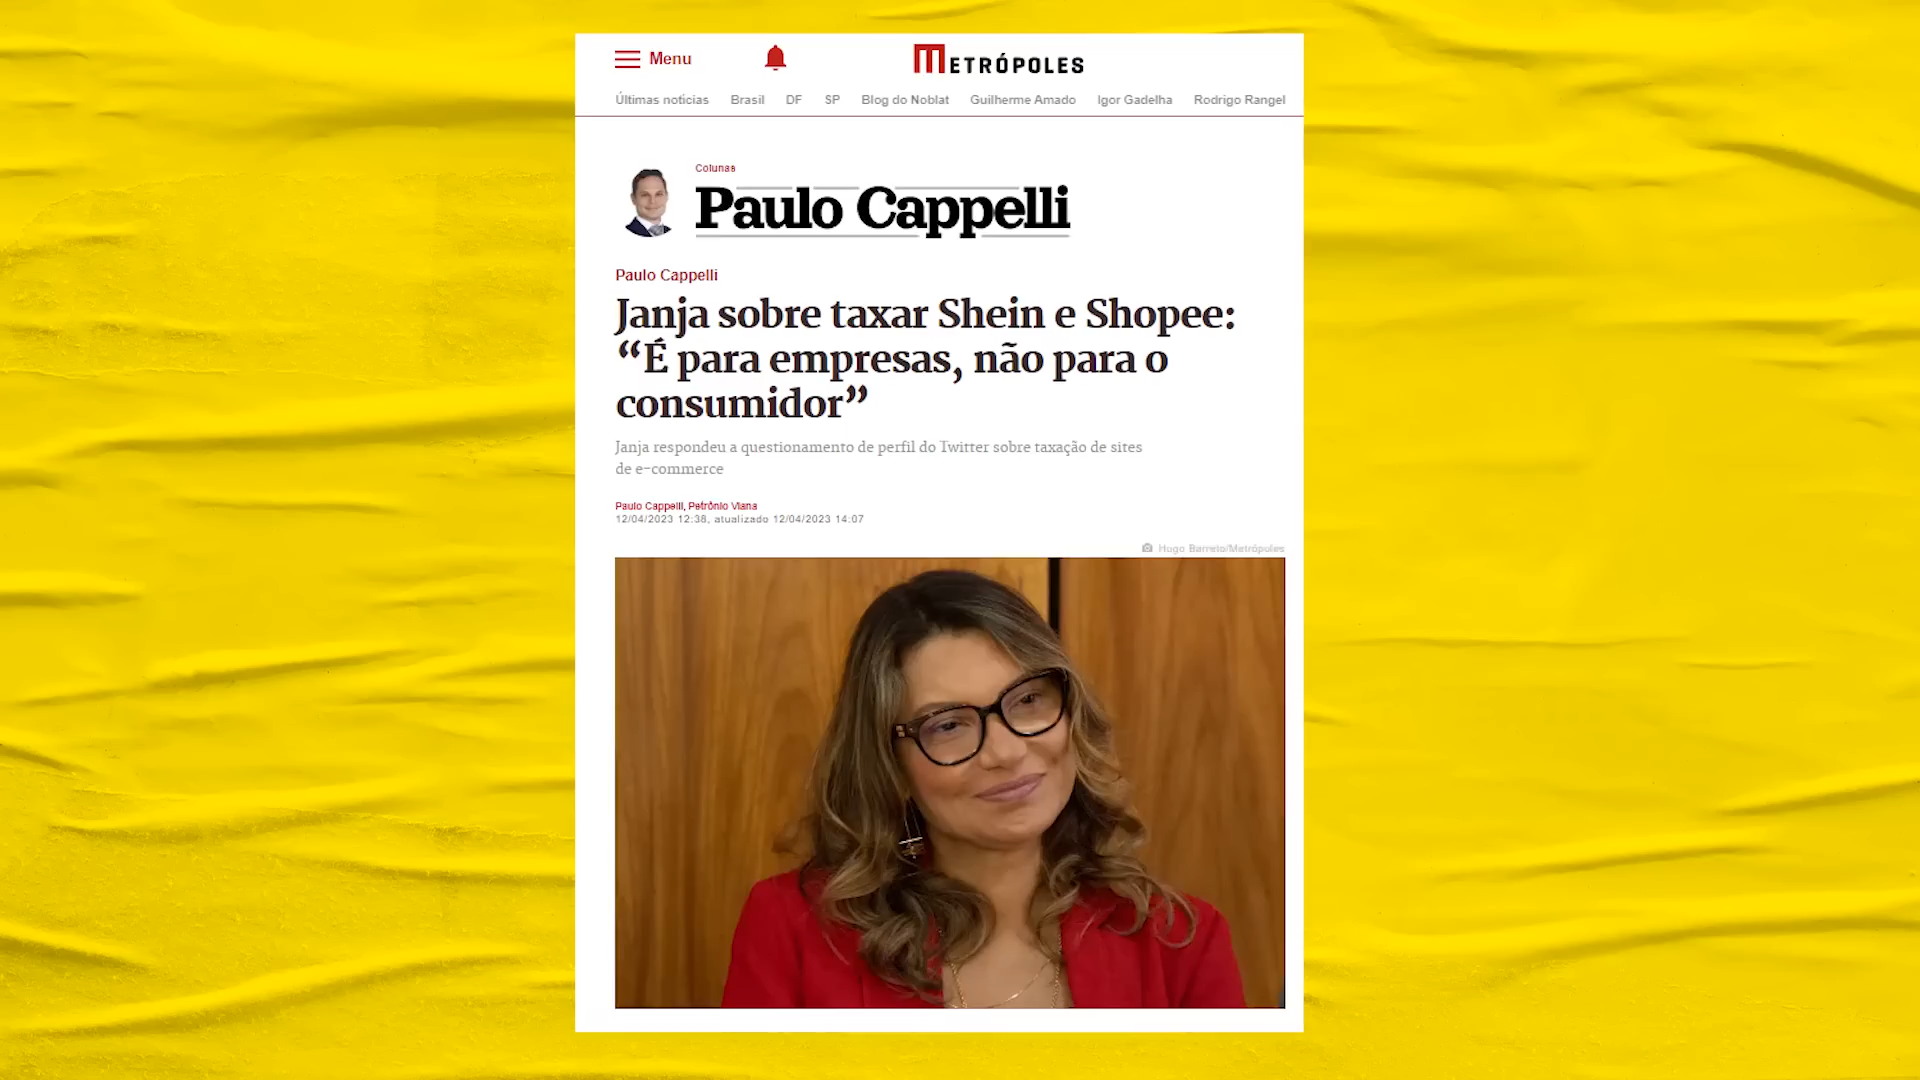 Menu
METRÓPOLES
Últimas notícias Brasil DF SP Blog do Noblat Guilherme Amado Igor Gadelha Rodrigo Rangel
Colunas
Paulo Cappelli
Paulo Cappelli
Janja sobre taxar Shein e Shopee:
“É para empresas, não para o
consumidor”
Janja respondeu a questionamento de perfil do Twitter sobre taxação de sites
de e-commerce
Paulo Cappelli, Petrônio Viana
12/04/2023 12:38, atualizado 12/04/2023 14:07
Hugo Barreto/Metrópoles